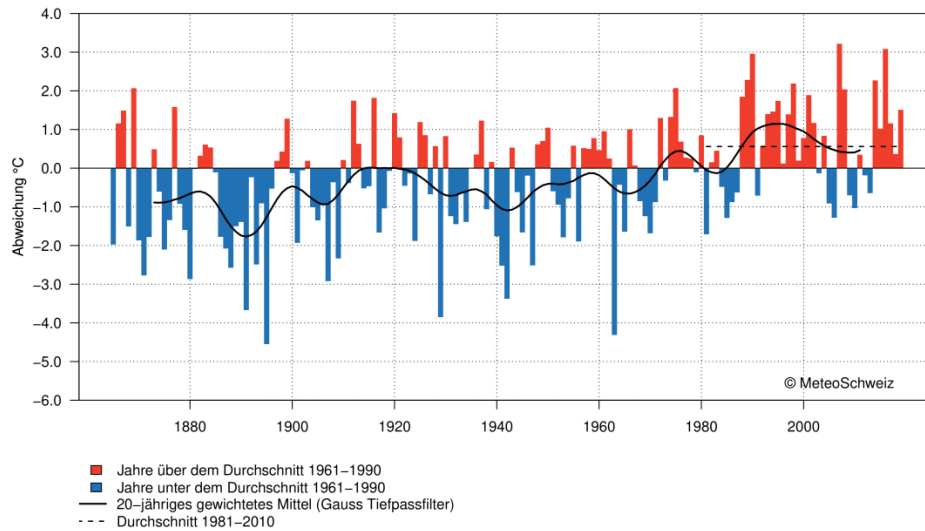 4.0
3.0
2.0
1.0
0.0
−1.0
−2.0
−3.0
−4.0
−5.0
−6.0
Abweichung °C
© MeteoSchweiz
1880 1900 1920 1940 1960 1980 2000
Jahre über dem Durchschnitt 1961−1990
Jahre unter dem Durchschnitt 1961−1990
20−jähriges gewichtetes Mittel (Gauss Tiefpassfilter)
Durchschnitt 1981−2010